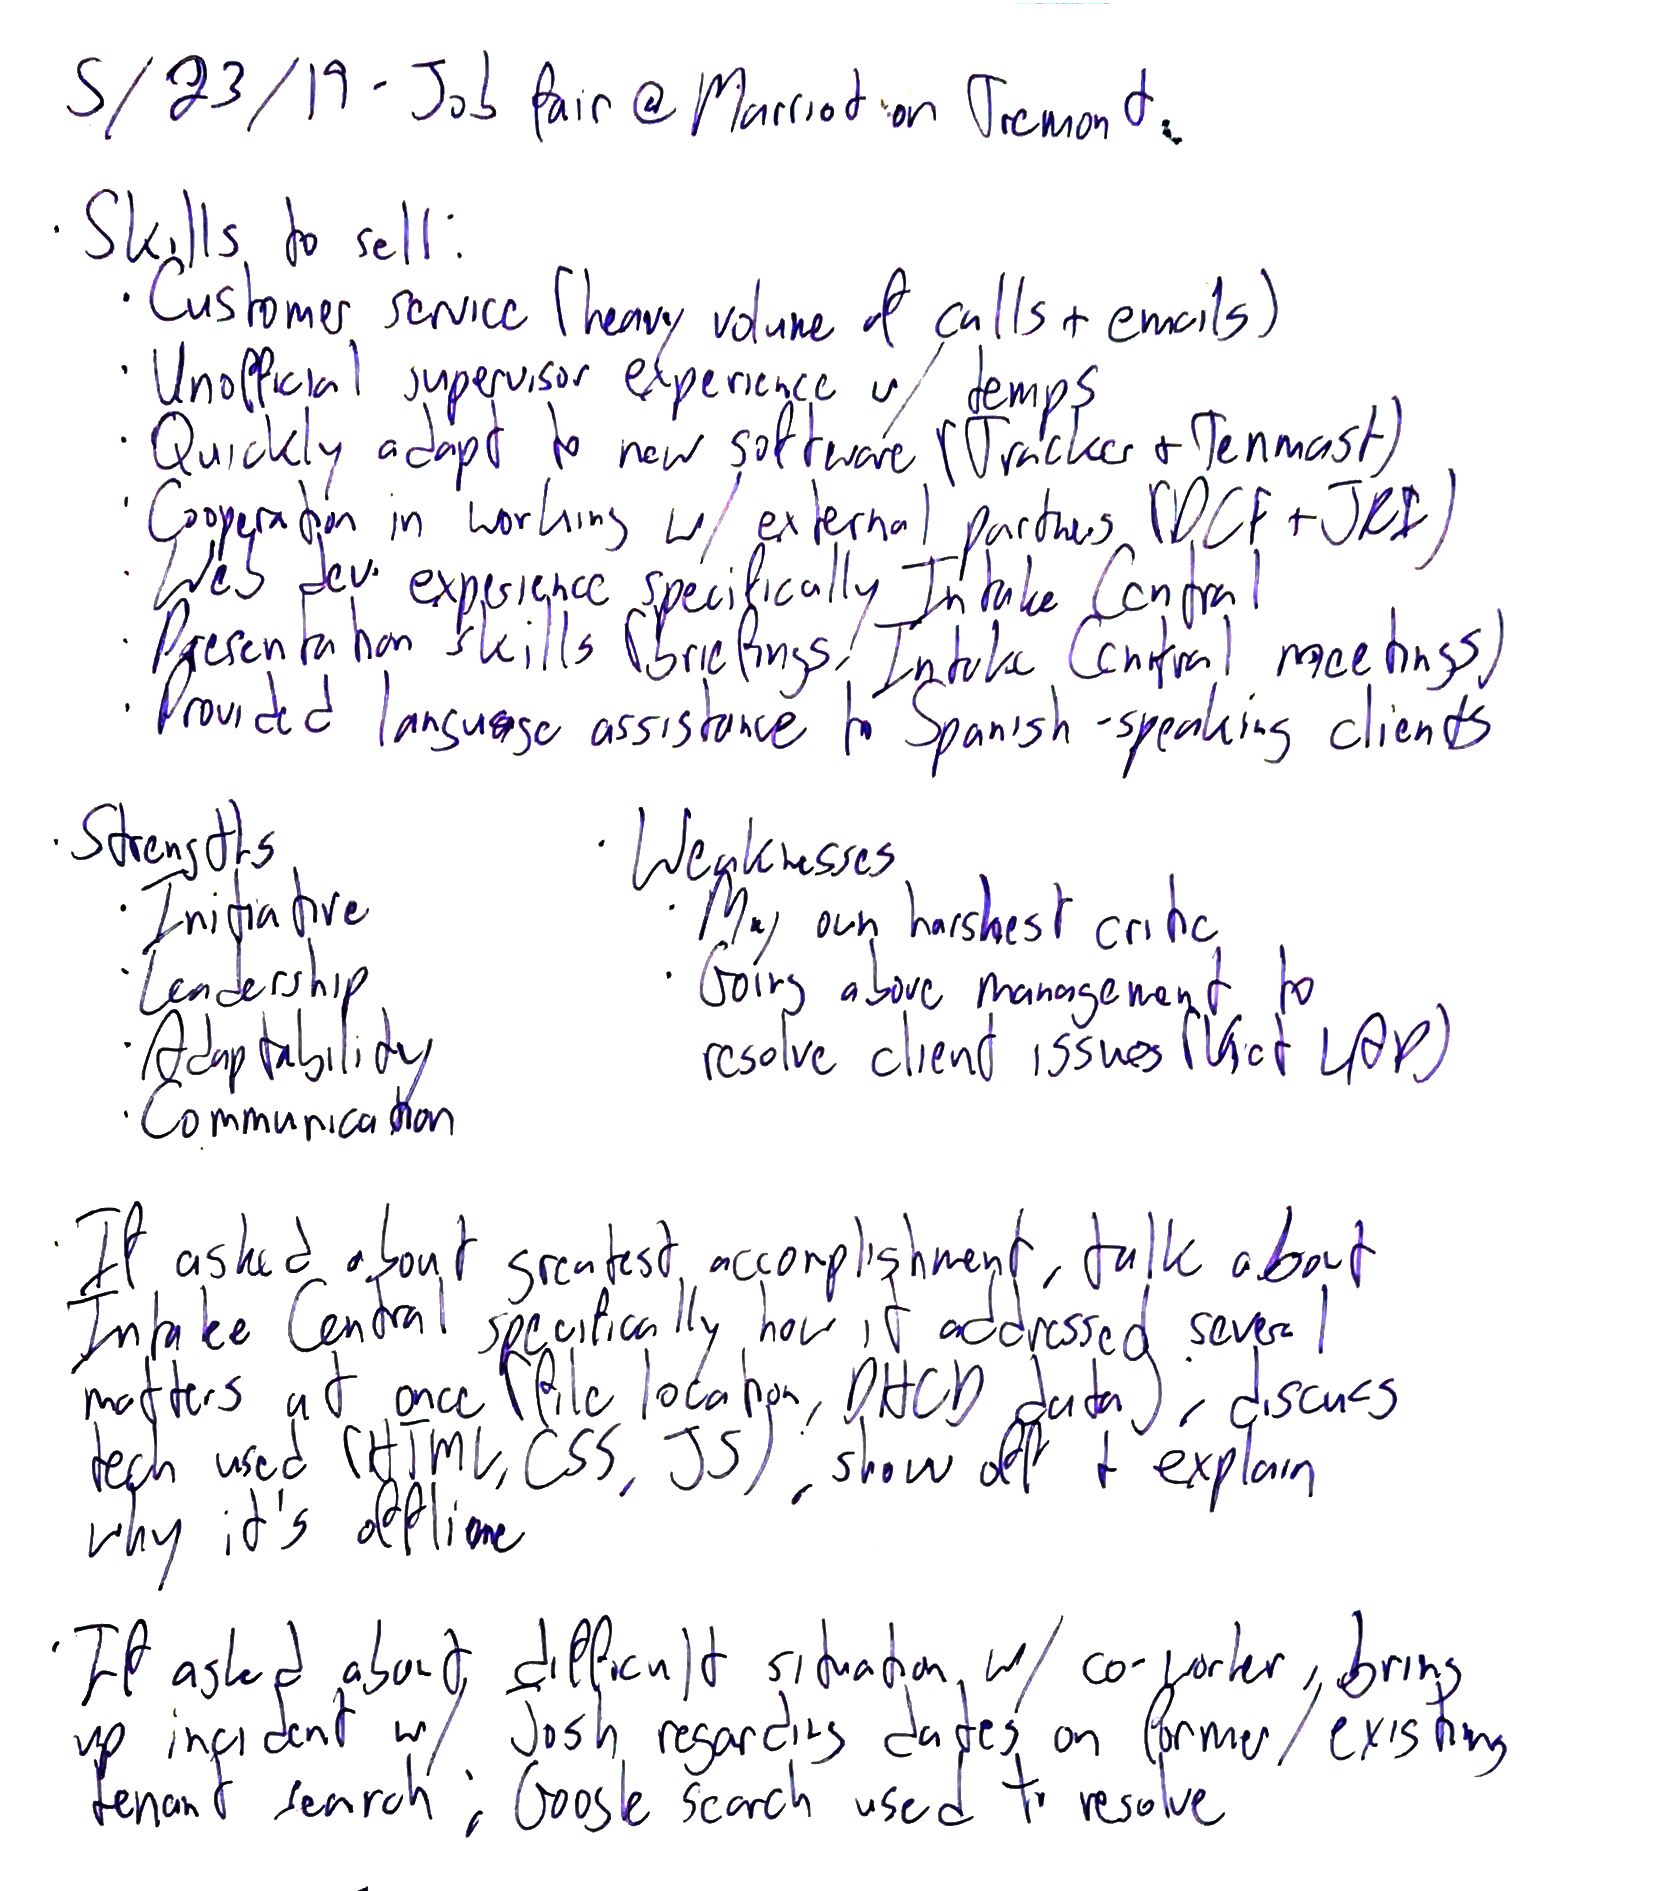 5/23/19 - Job fair @ Marriot on Tremont.
· Skills to sell:
· Customer service (heavy volume of calls + emails)
· Unofficial supervisor experience w/ temps
· Quickly adapt to new software (Tracker + Tenmast)
· Cooperation in working w/ external partners (DCF + JRI)
· Web dev. experience specifically Intake Central
· Presentation skills (briefings, Intake Central meetings)
· Provided language assistance to Spanish-speaking clients
· Strengths
· Initiative
· Leadership
· Adaptability
· Communication
· Weaknesses
· My own harshest critic
· Going above management to
resolve client issues ( LAR)
· If asked about greatest accomplishment, talk about
Intake Central specifically how it addressed several
matters at once (file location, DHCD data), discuss
tech used (HTML, CSS, JS), show off + explain
why it's offline
· If asked about difficult situation w/ co-worker, bring
up incident w/ Josh regarding dates on former/existing
tenant search; Google search used to resolve